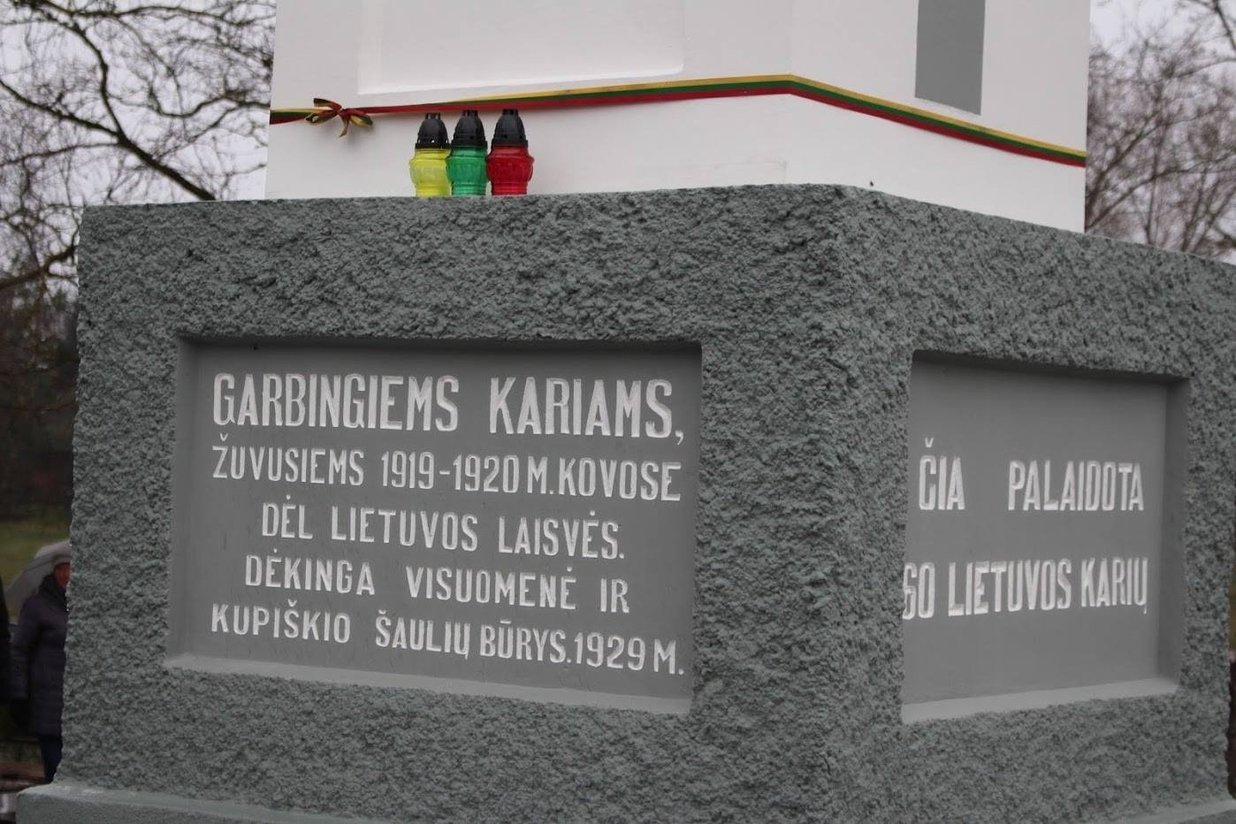 GARBINGIEMS KARIAMS,
ŽUVUSIEMS 1919-1920 M. KOVOSE
DĖL LIETUVOS LAISVĖS.
DĖKINGA VISUOMENĖ IR
KUPIŠKIO ŠAULIŲ BŪRYS. 1929 M.
ČIA PALAIDOTA
60 LIETUVOS KARIŲ